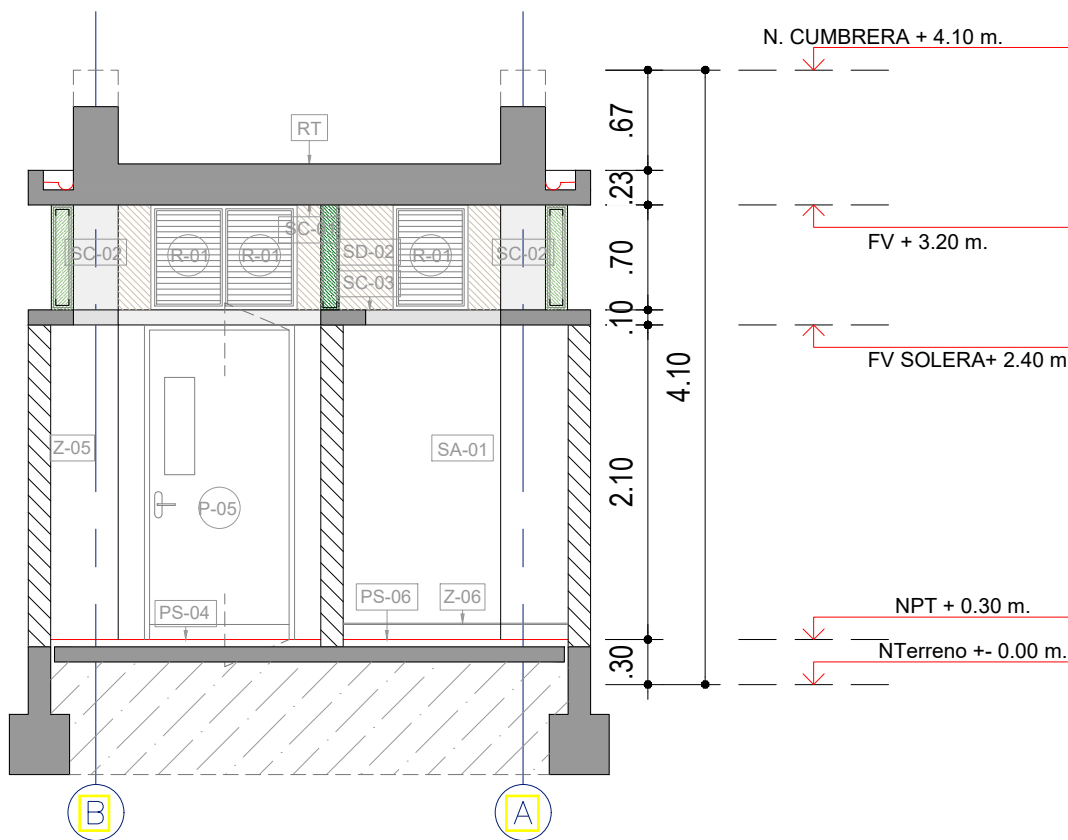 N. CUMBRERA + 4.10 m.
.67
RT
.23
SC-0
FV + 3.20 m.
SC-02
R-01
R-01
SD-02
R-01
SC-02
.70
SC-03
.10
FV SOLERA+ 2.40 m
4.10
Z-05
SA-01
2.10
P-05
PS-04
PS-06
Z-06
NPT + 0.30 m.
.30
NTerreno +- 0.00 m.
B
A